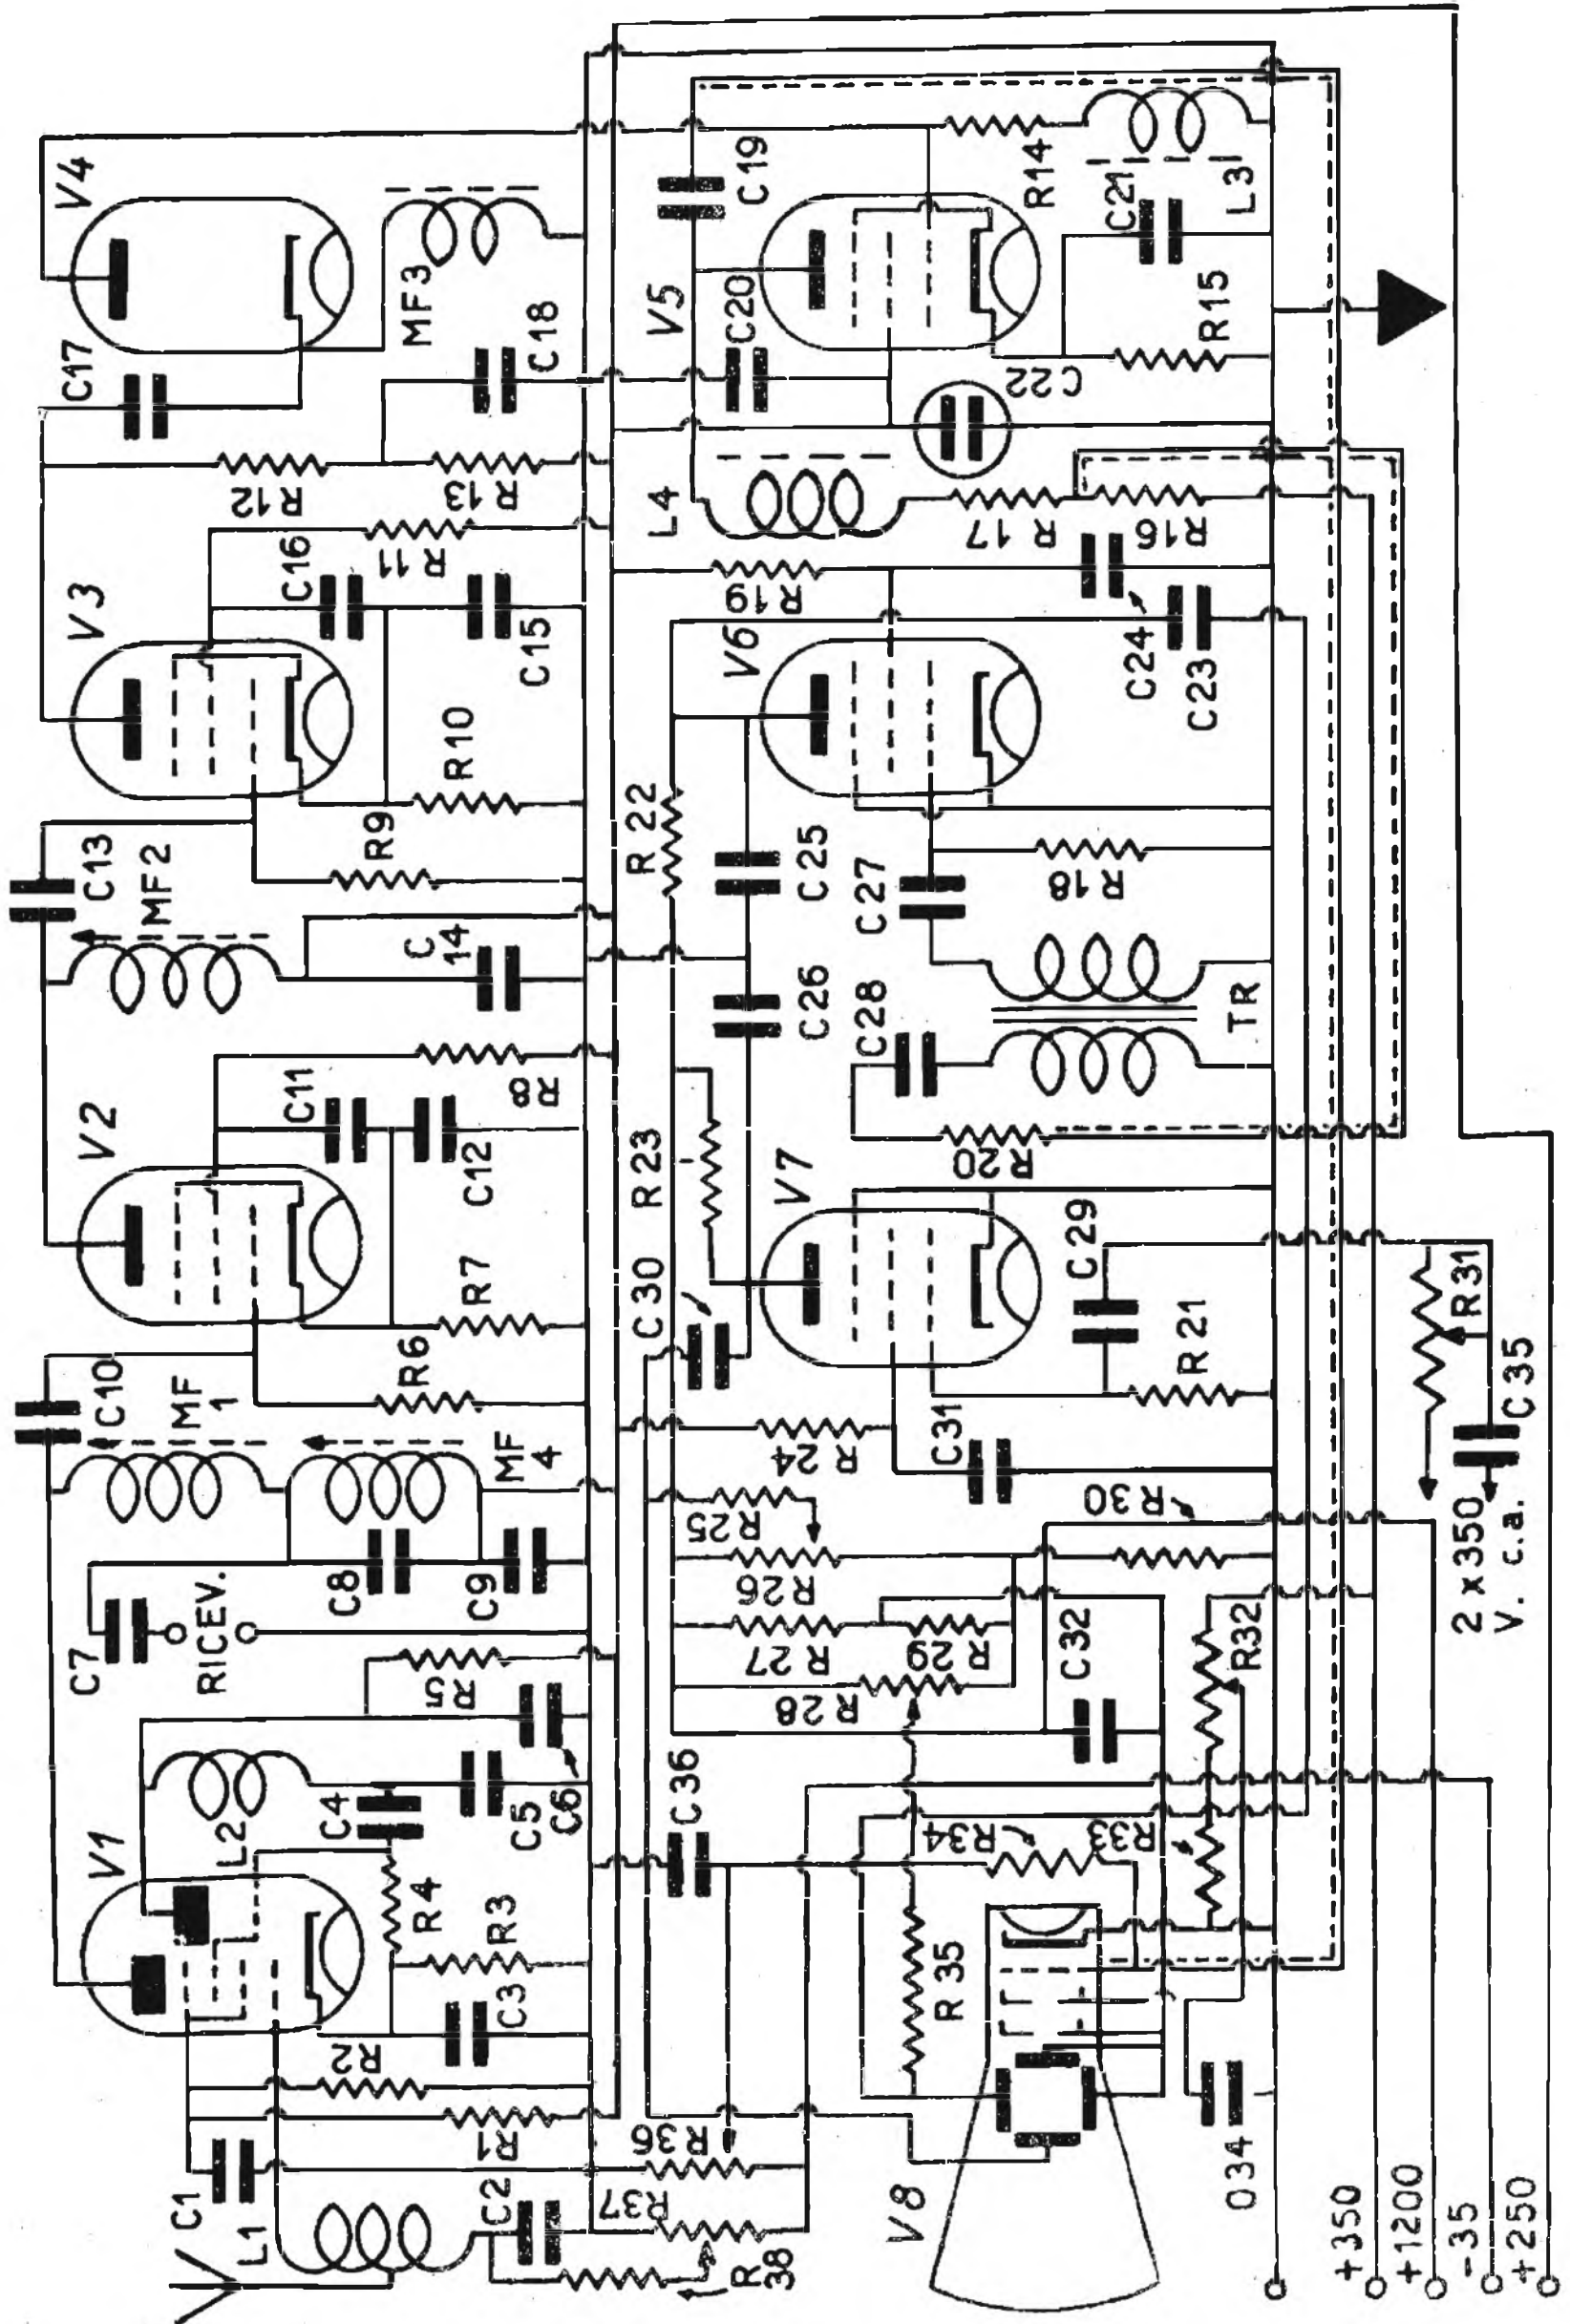 V1
V2
V3
V4
C10
C13
C17
MF
1
MF2
MF3
L2
C4
C7
RICEV.
C8
C9
MF
4
R6
R7
C11
C12
R8
C
14
R9
R10
C16
C15
R11
R12
R13
C18
R5
C5
C6
R4
R3
C3
R2
R1
C1
L1
C2
R37
R36
R
38
C36
C30
R23
R22
R19
L4
V5
C19
C20
C22
R14
C21
L3
R15
R17
R16
V6
C24
C23
C25
C26
C27
C28
R18
TR
R20
V7
C29
R21
R24
C31
R25
R26
R27
R28
R29
R30
C32
R34
R33
R32
R35
V8
034
R31
C35
2x350
V. c.a.
+350
+1200
-35
+250